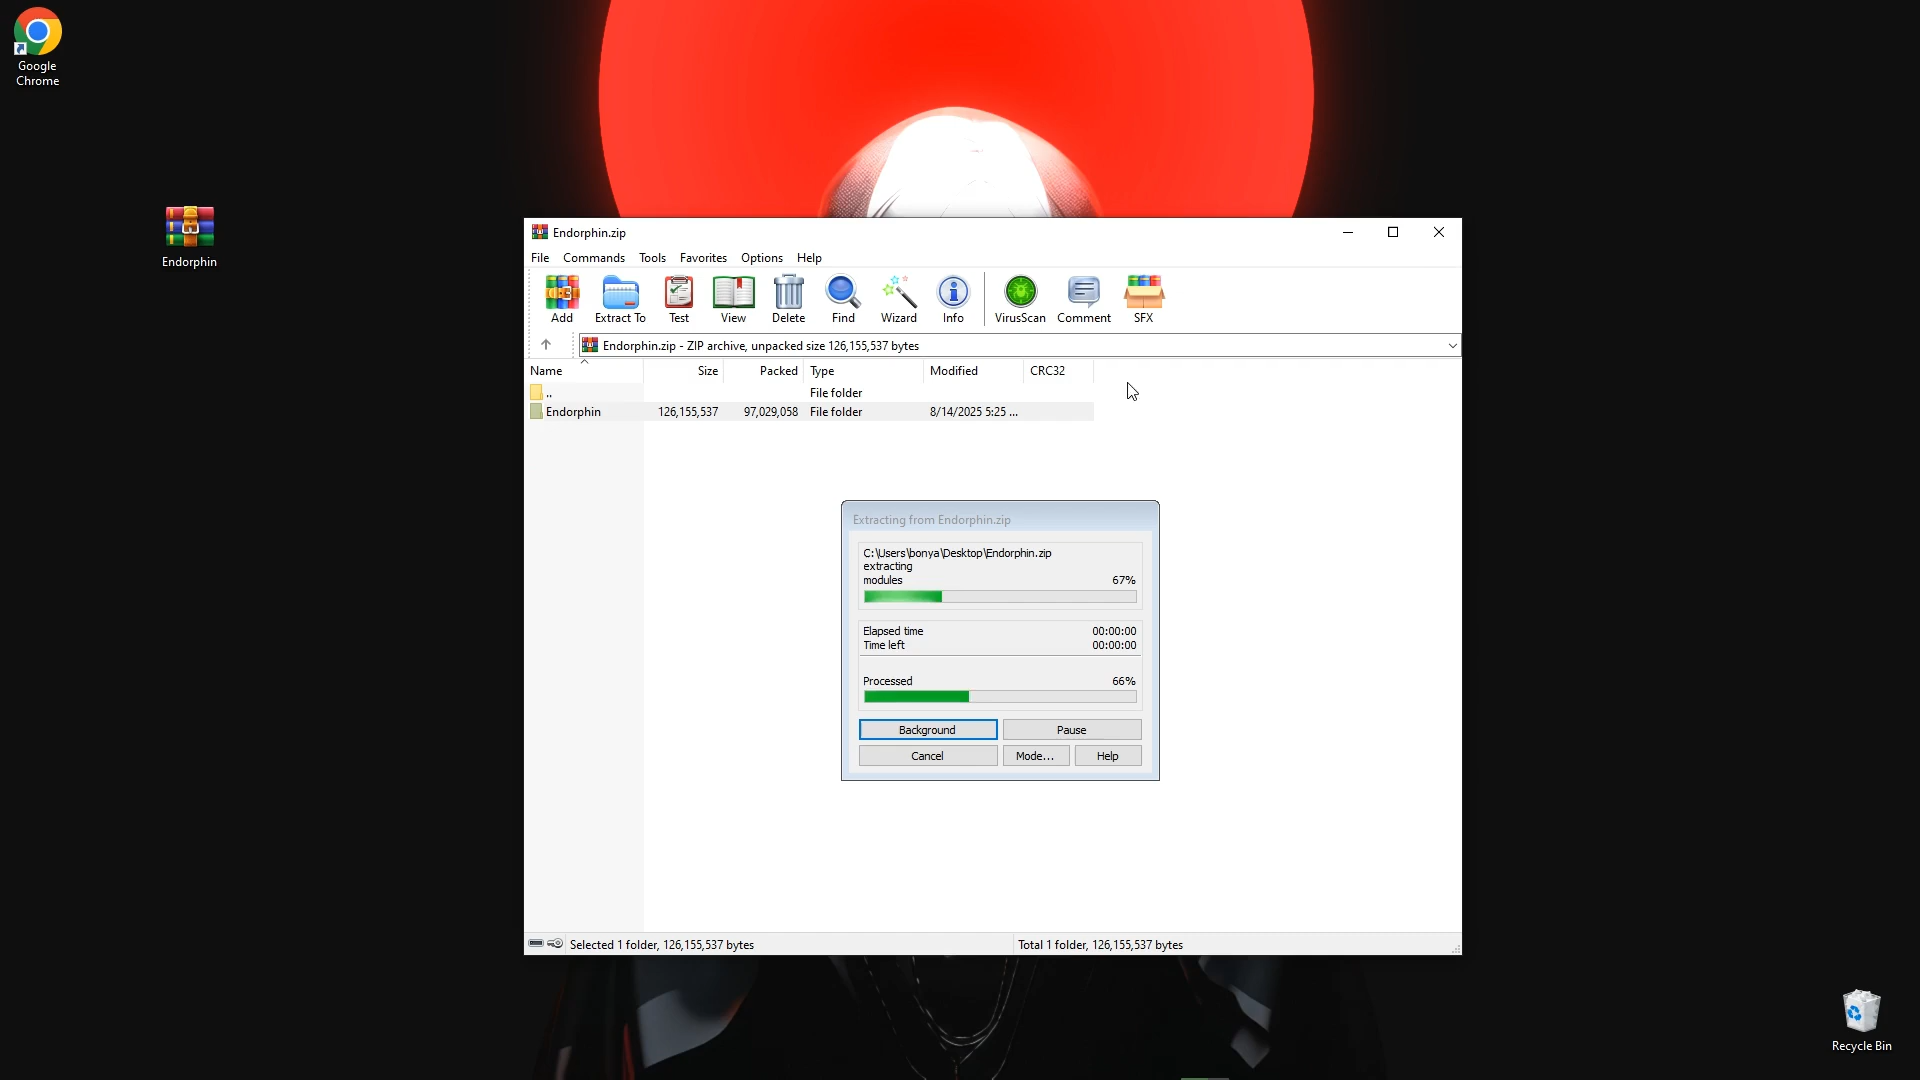 Google
Chrome
Endorphin
Endorphin.zip
File Commands Tools Favorites Options Help
Add Extract To Test View Delete Find Wizard Info VirusScan Comment SFX
Endorphin.zip - ZIP archive, unpacked size 126,155,537 bytes
Name Size Packed Type Modified CRC32
.. File folder
Endorphin 126,155,537 97,029,058 File folder 8/14/2025 5:25 ...
Extracting from Endorphin.zip
C:\Users\bonya\Desktop\Endorphin.zip
extracting
modules 67%
Elapsed time 00:00:00
Time left 00:00:00
Processed 66%
Background Pause
Cancel Mode... Help
Selected 1 folder, 126,155,537 bytes Total 1 folder, 126,155,537 bytes
Recycle Bin